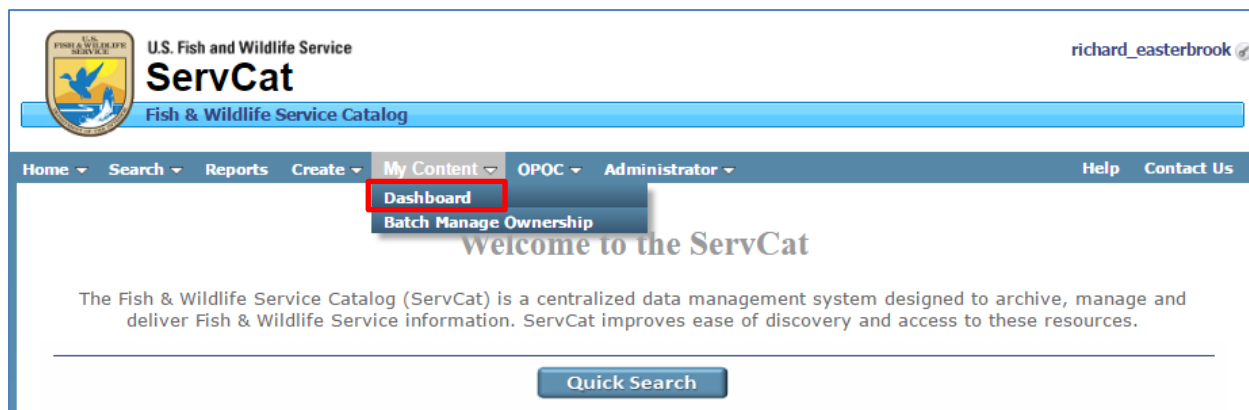 U.S.
FISH & WILDLIFE
SERVICE
U.S. Fish and Wildlife Service
richard_easterbrook
ServCat
Fish & Wildlife Service Catalog
Home Search Reports Create My Content OPOC Administrator Help Contact Us
Dashboard
Batch Manage Ownership
Welcome to the ServCat
The Fish & Wildlife Service Catalog (ServCat) is a centralized data management system designed to archive, manage and
deliver Fish & Wildlife Service information. ServCat improves ease of discovery and access to these resources.
Quick Search